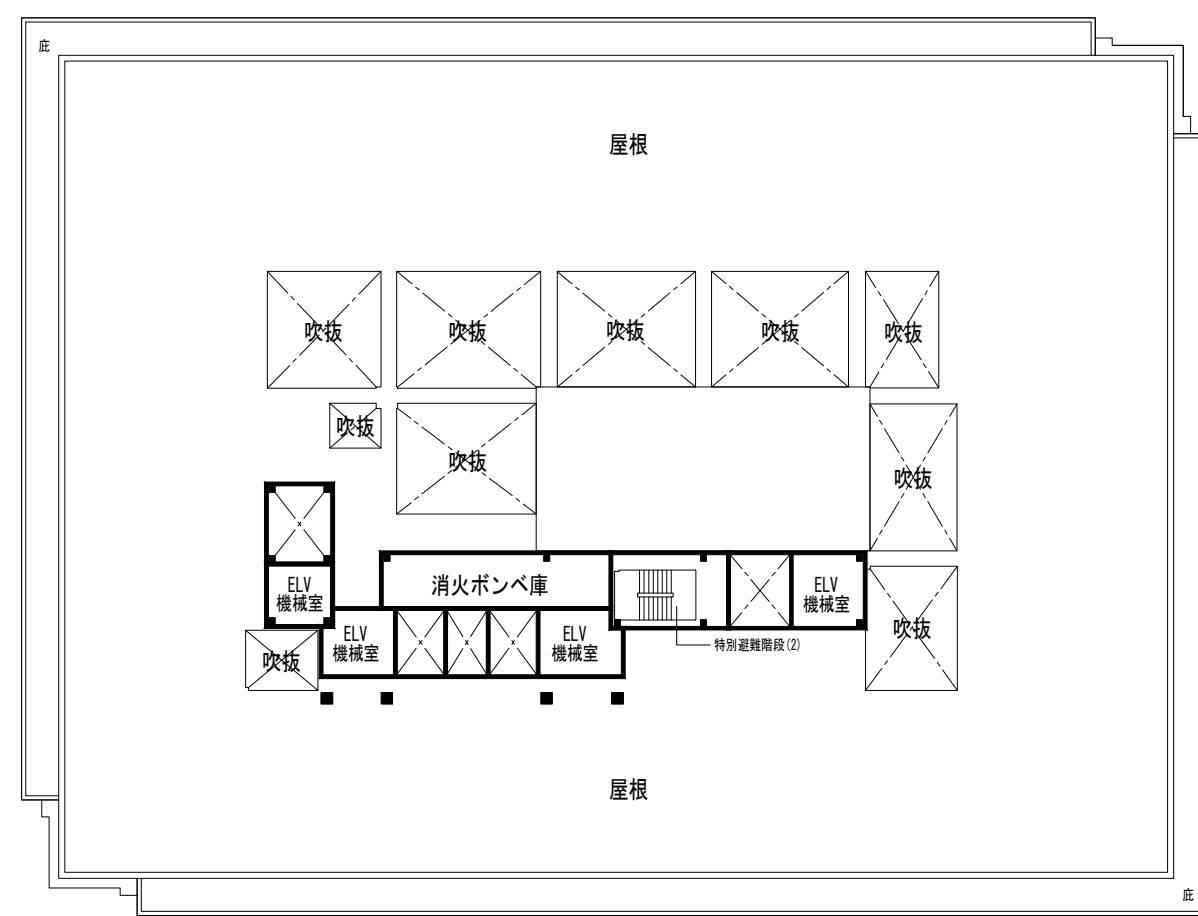 庇
屋根
吹抜
吹抜
吹抜
吹抜
吹抜
吹抜
吹抜
吹抜
ELV
機械室
消火ボンベ庫
ELV
機械室
ELV
機械室
ELV
機械室
特別避難階段(2)
吹抜
吹抜
屋根
庇